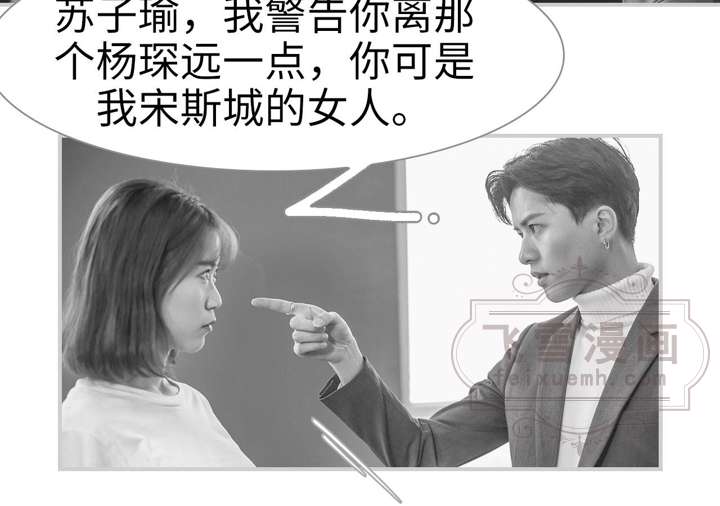 苏子瑜，我警告你离那
个杨琛远一点，你可是
我宋斯城的女人。
飞雪漫画
feixuemh.com